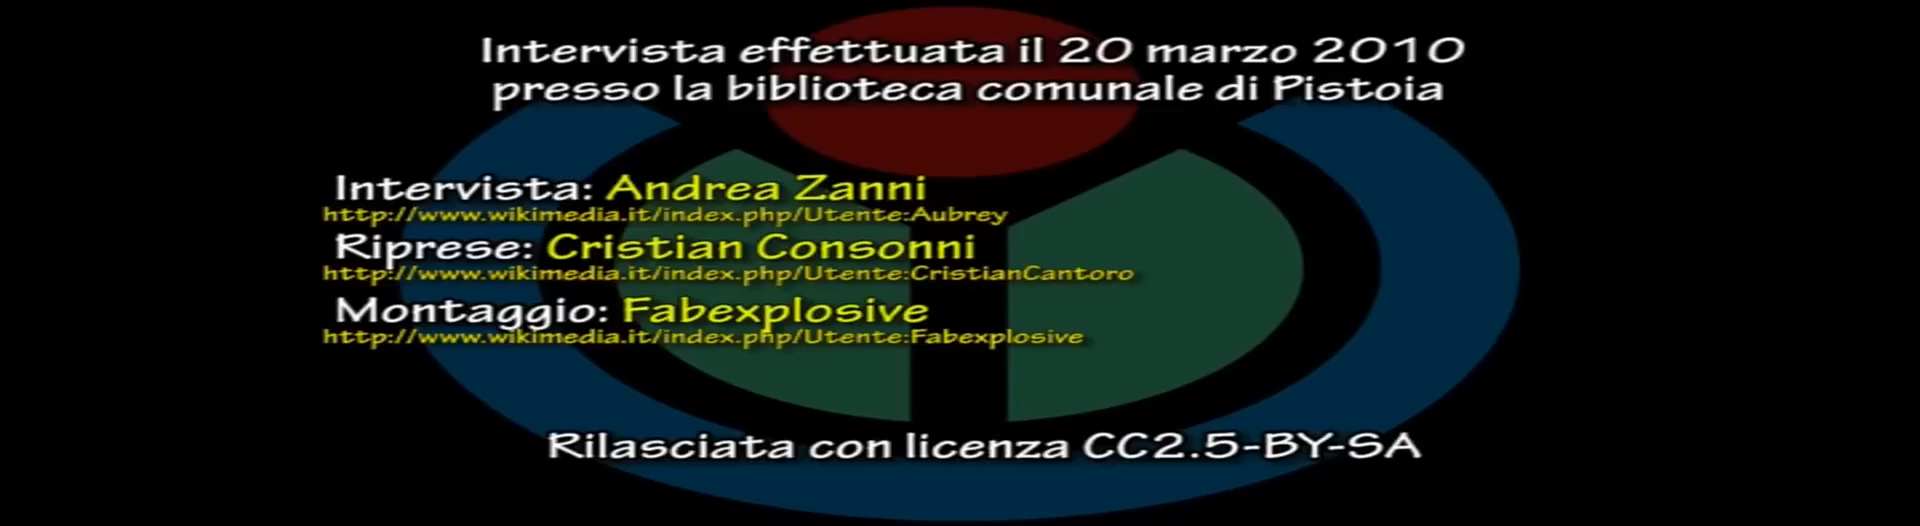 Intervista effettuata il 20 marzo 2010
presso la biblioteca comunale di Pistoia
Intervista: Andrea Zanni
http://www.wikimedia.it/index.php/Utente:Aubrey
Riprese: Cristian Consonni
http://www.wikimedia.it/index.php/Utente:CristianCantoro
Montaggio: Fabexplosive
http://www.wikimedia.it/index.php/Utente:Fabexplosive
Rilasciata con licenza CC2.5-BY-SA